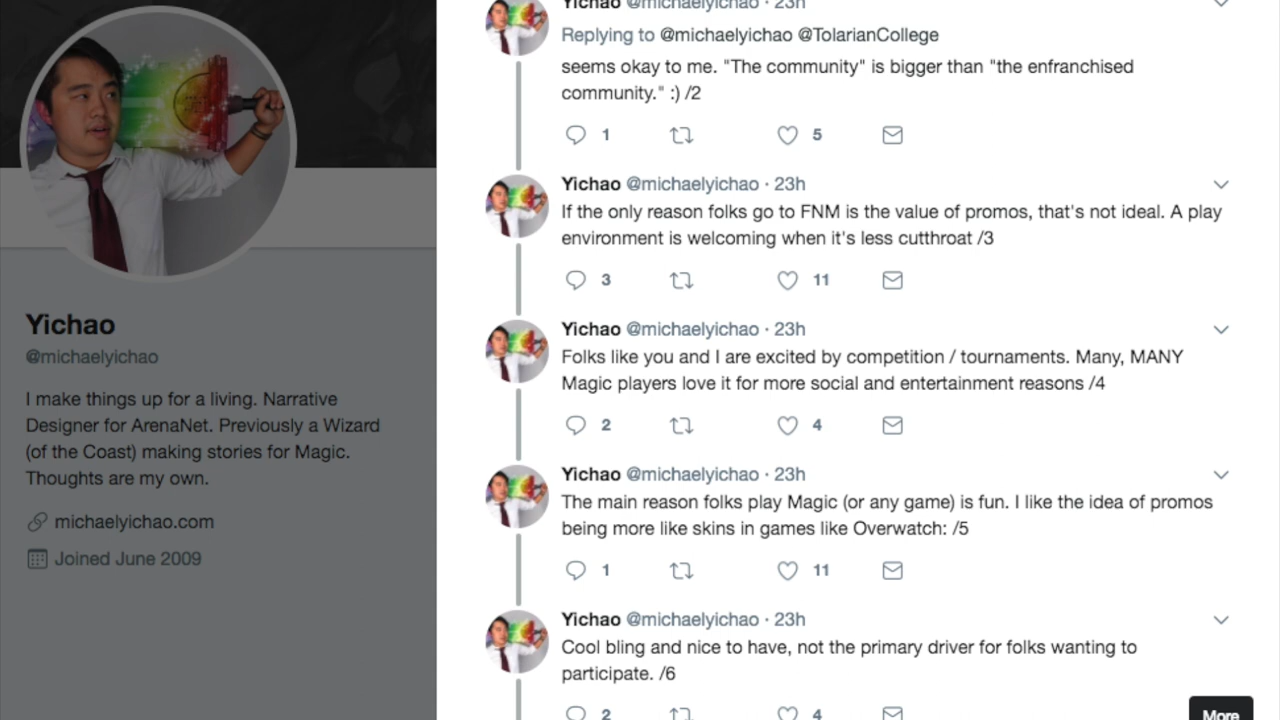 Yichao
@michaelyichao
I make things up for a living. Narrative
Designer for ArenaNet. Previously a Wizard
(of the Coast) making stories for Magic.
Thoughts are my own.
michaelyichao.com
Joined June 2009
Yichao @michaelyichao · 23h
Replying to @michaelyichao @TolarianCollege
seems okay to me. "The community" is bigger than "the enfranchised
community." :) /2
1 5
Yichao @michaelyichao · 23h
If the only reason folks go to FNM is the value of promos, that's not ideal. A play
environment is welcoming when it's less cutthroat /3
3 11
Yichao @michaelyichao · 23h
Folks like you and I are excited by competition / tournaments. Many, MANY
Magic players love it for more social and entertainment reasons /4
2 4
Yichao @michaelyichao · 23h
The main reason folks play Magic (or any game) is fun. I like the idea of promos
being more like skins in games like Overwatch: /5
1 11
Yichao @michaelyichao · 23h
Cool bling and nice to have, not the primary driver for folks wanting to
participate. /6
2 4
More